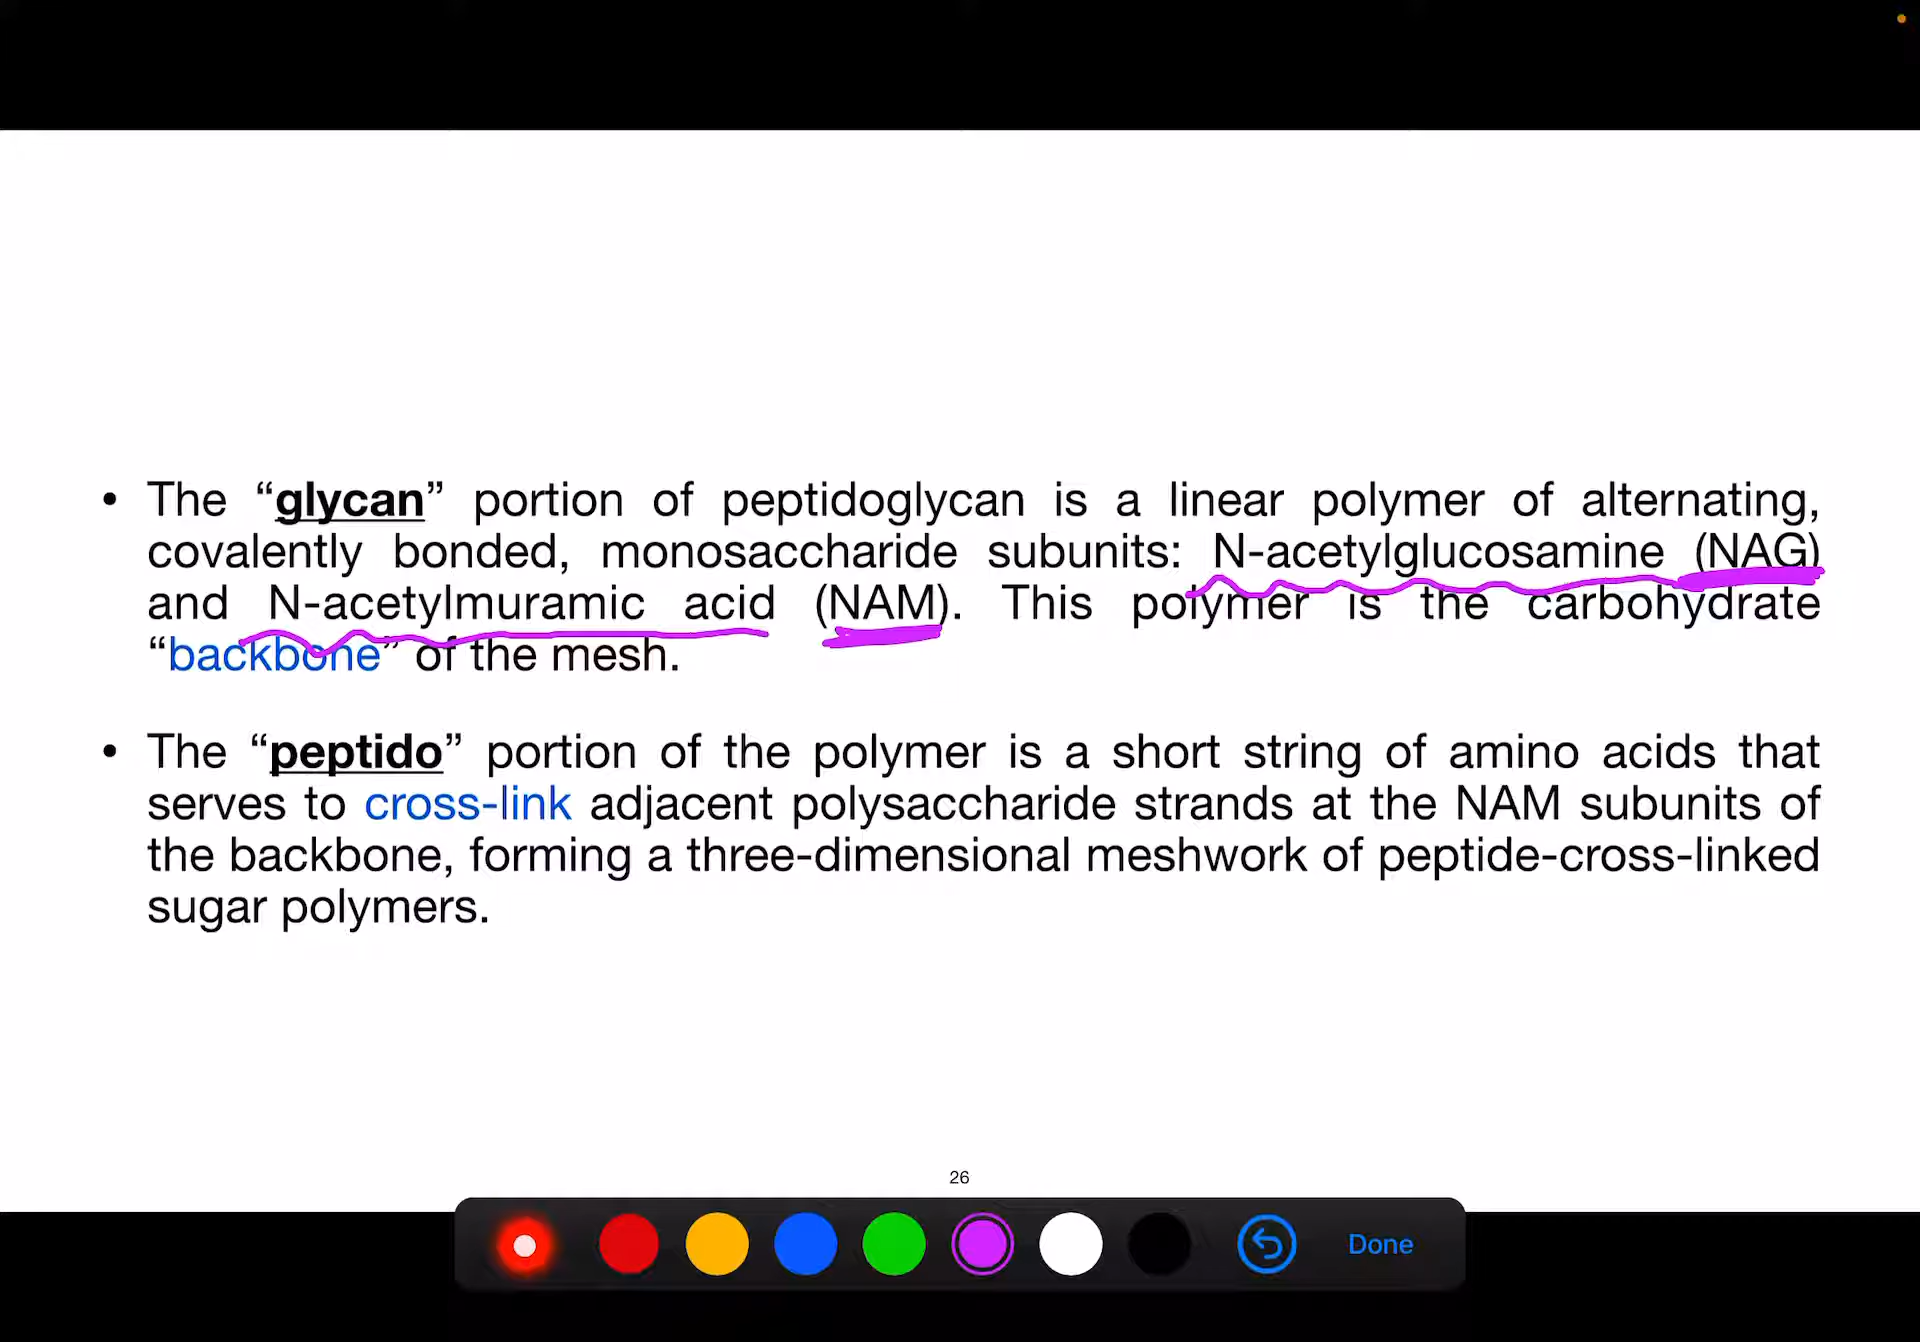 • The “glycan” portion of peptidoglycan is a linear polymer of alternating,
covalently bonded, monosaccharide subunits: N-acetylglucosamine (NAG)
and N-acetylmuramic acid (NAM). This polymer is the carbohydrate
“backbone” of the mesh.
• The “peptido” portion of the polymer is a short string of amino acids that
serves to cross-link adjacent polysaccharide strands at the NAM subunits of
the backbone, forming a three-dimensional meshwork of peptide-cross-linked
sugar polymers.
26
Done